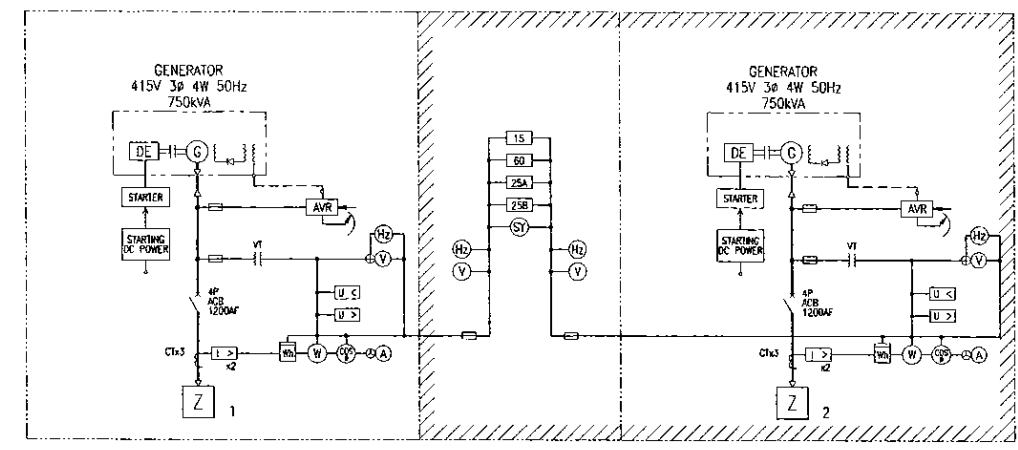 GENERATOR
415V 3ø 4W 50Hz
750kVA
DE
G
STARTER
AVR
STARTING
DC POWER
VT
Hz
V
4P
ACB
1200AF
U <
U >
CTx3
I >
x2
Wh
W
COS
A
Z
1
15
60
25A
25B
SY
Hz
V
Hz
V
GENERATOR
415V 3ø 4W 50Hz
750kVA
DE
G
STARTER
AVR
STARTING
DC POWER
VT
Hz
V
4P
ACB
1200AF
U <
U >
CTx3
I >
x2
Wh
W
COS
A
Z
2